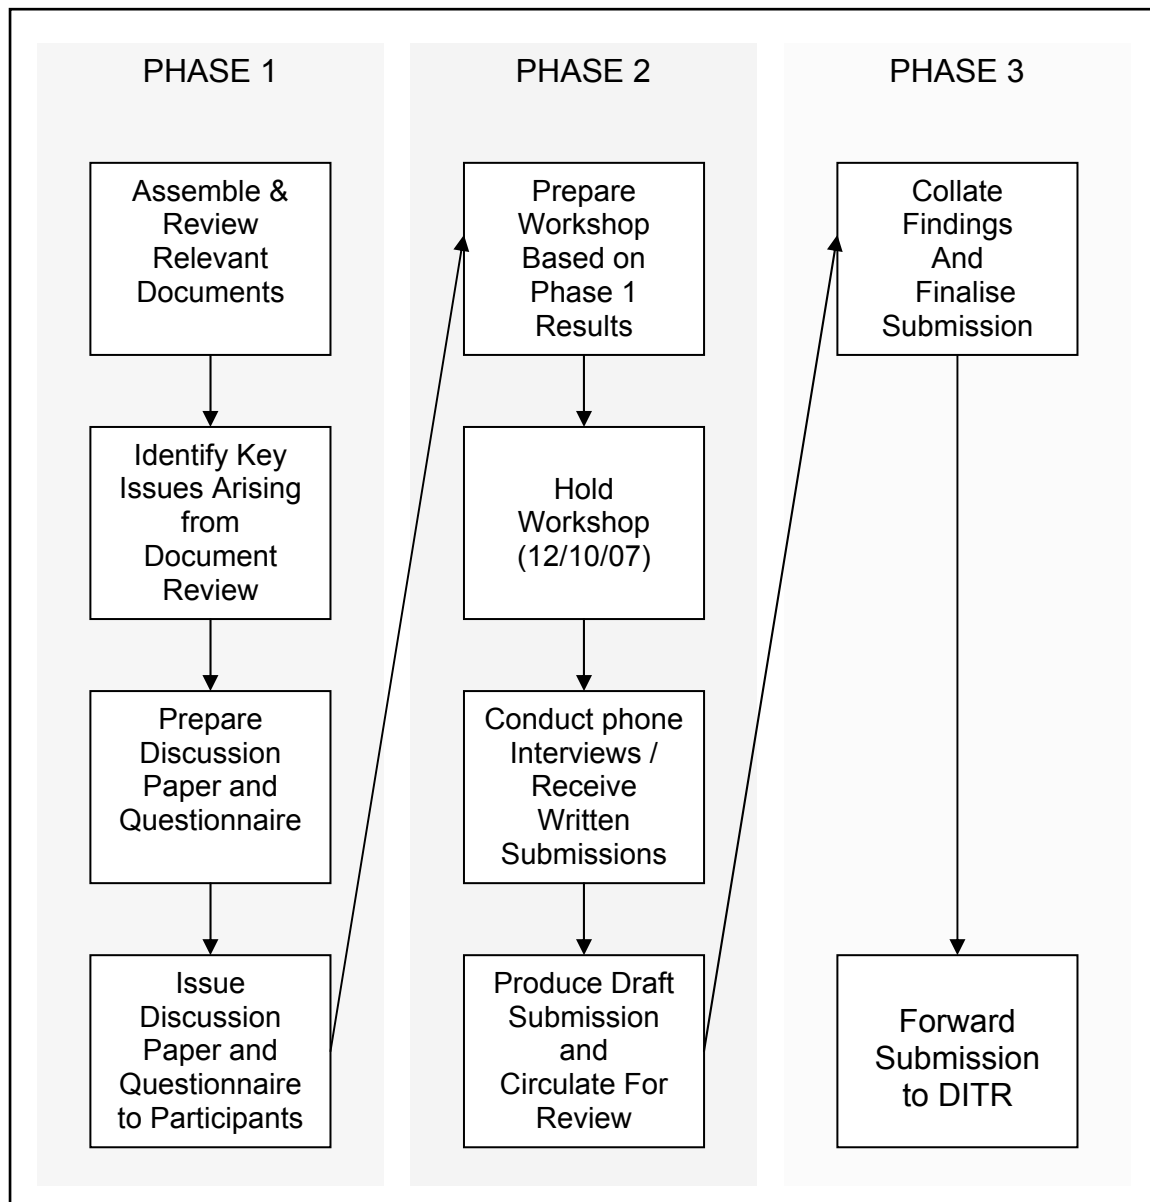 PHASE 1
Assemble &
Review
Relevant
Documents
Identify Key
Issues Arising
from
Document
Review
Prepare
Discussion
Paper and
Questionnaire
Issue
Discussion
Paper and
Questionnaire
to Participants
PHASE 2
Prepare
Workshop
Based on
Phase 1
Results
Hold
Workshop
(12/10/07)
Conduct phone
Interviews /
Receive
Written
Submissions
Produce Draft
Submission
and
Circulate For
Review
PHASE 3
Collate
Findings
And
Finalise
Submission
Forward
Submission
to DITR